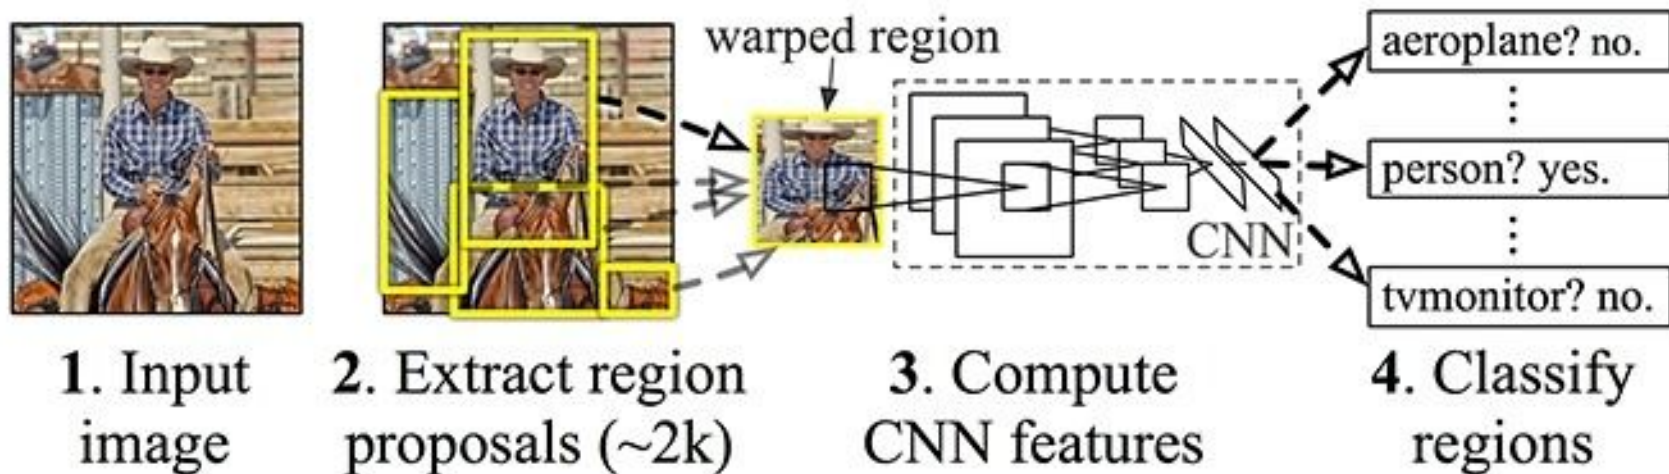 warped region
aeroplane? no.
⋮
person? yes.
CNN
⋮
tvmonitor? no.
1. Input
image
2. Extract region
proposals (~2k)
3. Compute
CNN features
4. Classify
regions